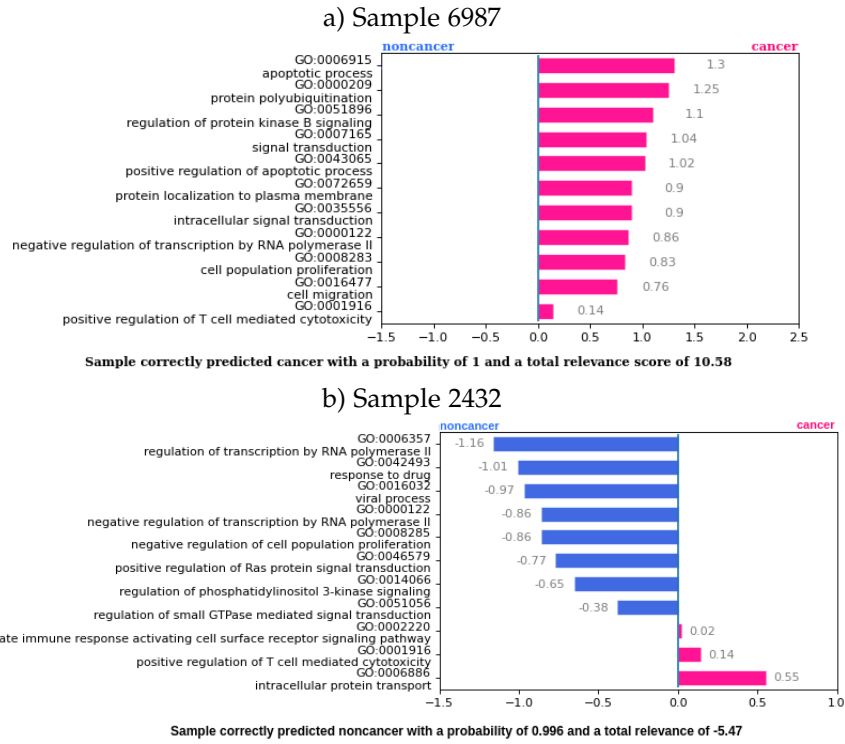 a) Sample 6987
noncancer cancer
GO:0006915
apoptotic process
1.3
GO:0000209
protein polyubiquitination
1.25
GO:0051896
regulation of protein kinase B signaling
1.1
GO:0007165
signal transduction
1.04
GO:0043065
positive regulation of apoptotic process
1.02
GO:0072659
protein localization to plasma membrane
0.9
GO:0035556
intracellular signal transduction
0.9
GO:0000122
negative regulation of transcription by RNA polymerase II
0.86
GO:0008283
cell population proliferation
0.83
GO:0016477
cell migration
0.76
GO:0001916
positive regulation of T cell mediated cytotoxicity
0.14
−1.5 −1.0 −0.5 0.0 0.5 1.0 1.5 2.0 2.5
Sample correctly predicted cancer with a probability of 1 and a total relevance score of 10.58
b) Sample 2432
noncancer cancer
GO:0006357
regulation of transcription by RNA polymerase II
-1.16
GO:0042493
response to drug
-1.01
GO:0016032
viral process
-0.97
GO:0000122
negative regulation of transcription by RNA polymerase II
-0.86
GO:0008285
negative regulation of cell population proliferation
-0.86
GO:0046579
positive regulation of Ras protein signal transduction
-0.77
GO:0014066
regulation of phosphatidylinositol 3-kinase signaling
-0.65
GO:0051056
regulation of small GTPase mediated signal transduction
-0.38
GO:0002220
ate immune response activating cell surface receptor signaling pathway
0.02
GO:0001916
positive regulation of T cell mediated cytotoxicity
0.14
GO:0006886
intracellular protein transport
0.55
−1.5 −1.0 −0.5 0.0 0.5 1.0
Sample correctly predicted noncancer with a probability of 0.996 and a total relevance of -5.47